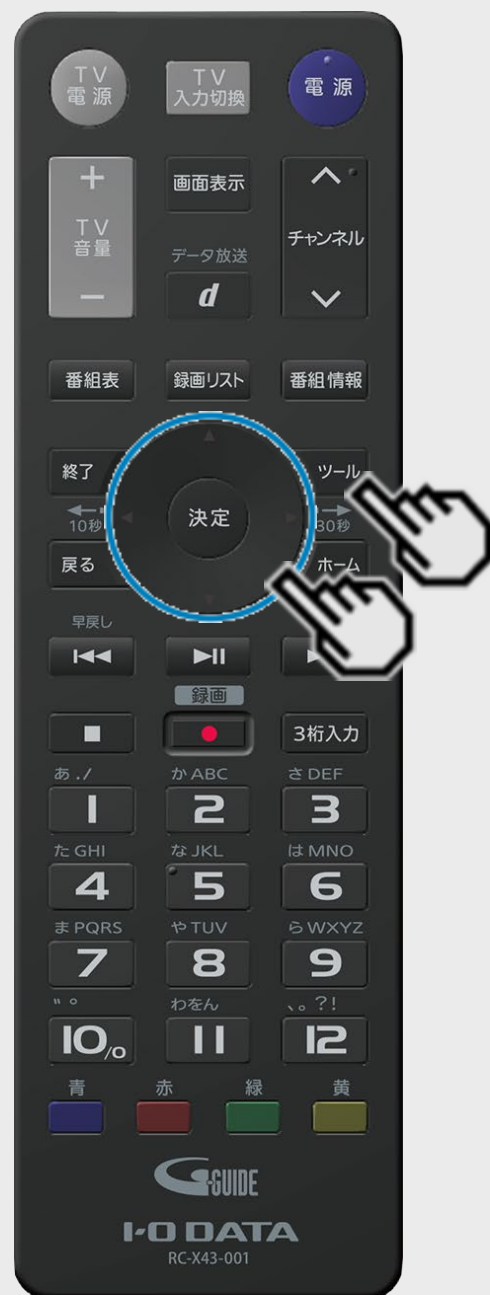 TV
電源
TV
入力切換
電源
+
TV
音量
−
画面表示
チャンネル
データ放送
d
番組表
録画リスト
番組情報
終了
ツール
10秒
決定
30秒
戻る
ホーム
早戻し
録画
3桁入力
あ./
かABC
さDEF
1
2
3
たGHI
なJKL
はMNO
4
5
6
まPQRS
やTUV
らWXYZ
7
8
9
"°
わをん
、。?!
10/0
11
12
青
赤
緑
黄
G-GUIDE
I-O DATA
RC-X43-001